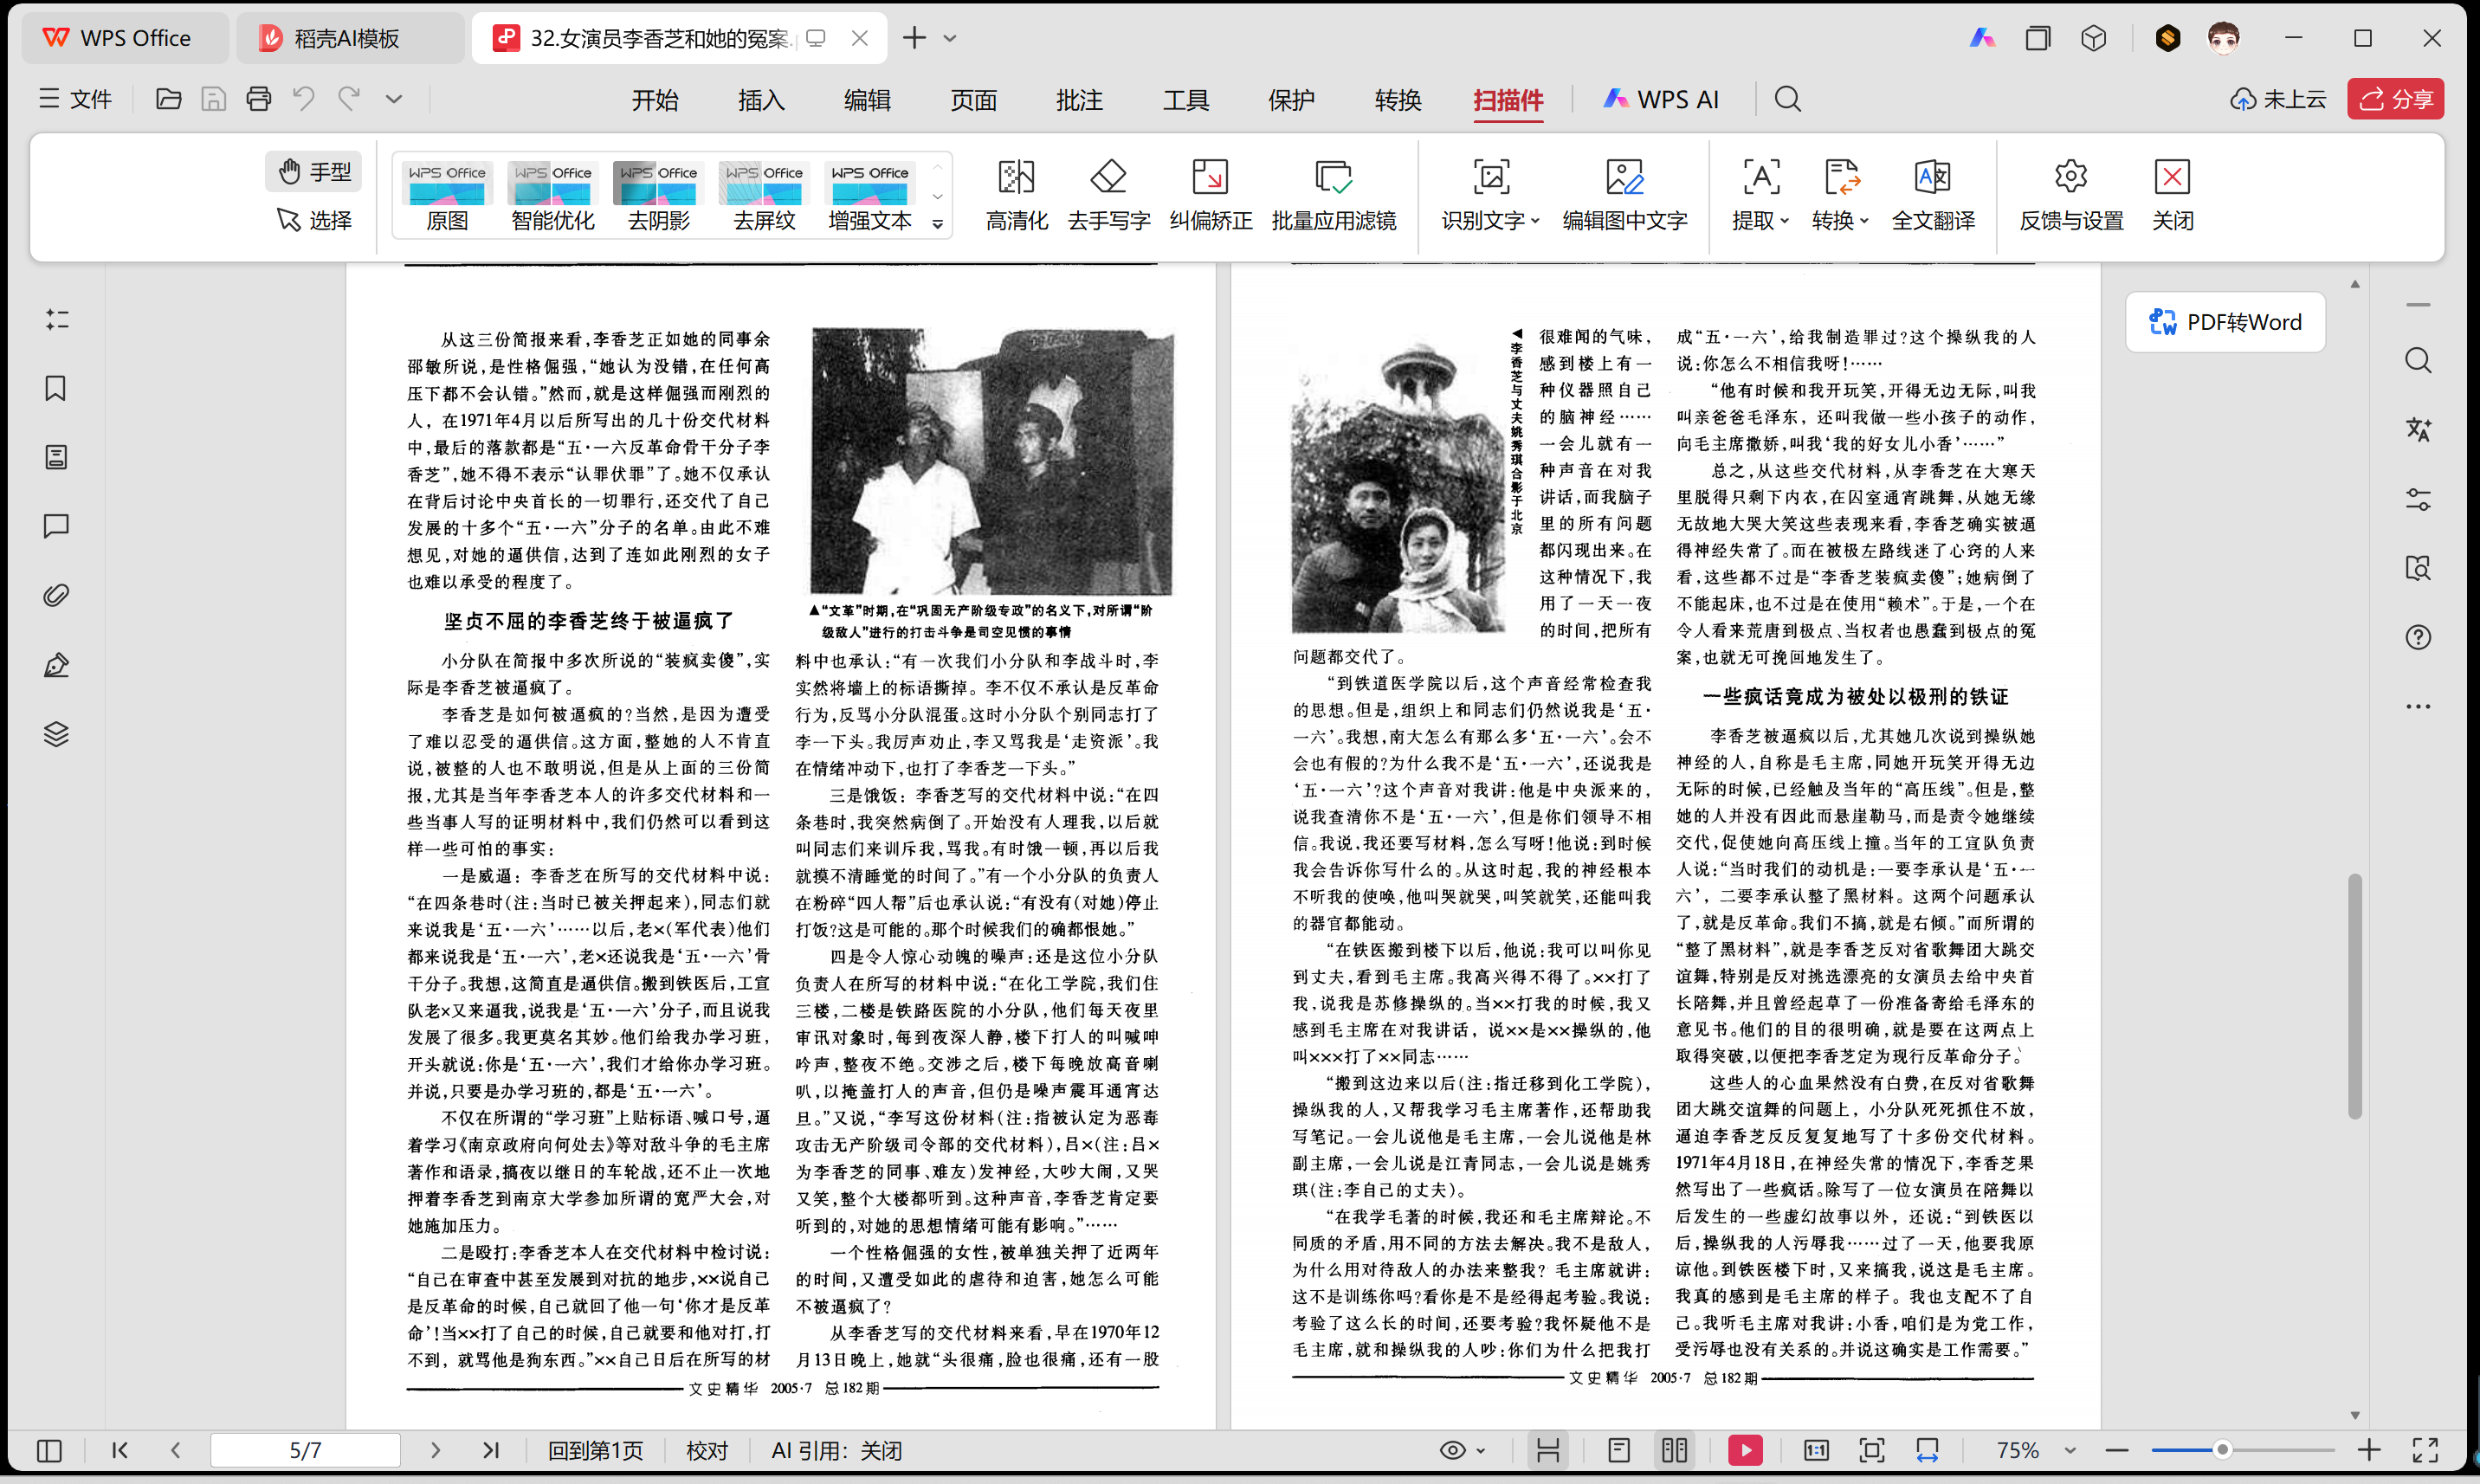 WPS Office
稻壳AI模板
32.女演员李香芝和她的冤案.
文件
开始
插入
编辑
页面
批注
工具
保护
转换
扫描件
WPS AI
未上云
分享
手型
选择
WPS Office
WPS Office
WPS Office
WPS Office
WPS Office
原图
智能优化
去阴影
去屏纹
增强文本
高清化
去手写字
纠偏矫正
批量应用滤镜
识别文字
编辑图中文字
提取
转换
全文翻译
反馈与设置
关闭
PDF转Word
从这三份简报来看,李香芝正如她的同事余
邵敏所说,是性格倔强,“她认为没错,在任何高
压下都不会认错。”然而,就是这样倔强而刚烈的
人, 在1971年4月以后所写出的几十份交代材料
中,最后的落款都是“五·一六反革命骨干分子李
香芝”,她不得不表示“认罪伏罪”了。她不仅承认
在背后讨论中央首长的一切罪行,还交代了自己
发展的十多个“五·一六”分子的名单。由此不难
想见,对她的逼供信,达到了连如此刚烈的女子
也难以承受的程度了。
坚贞不屈的李香芝终于被逼疯了
小分队在简报中多次所说的“装疯卖傻”,实
际是李香芝被逼疯了。
李香芝是如何被逼疯的?当然,是因为遭受
了难以忍受的逼供信。这方面,整她的人不肯直
说,被整的人也不敢明说,但是从上面的三份简
报,尤其是当年李香芝本人的许多交代材料和一
些当事人写的证明材料中,我们仍然可以看到这
样一些可怕的事实:
一是威逼: 李香芝在所写的交代材料中说:
“在四条巷时(注:当时已被关押起来),同志们就
来说我是‘五·一六’……以后,老×(军代表)他们
都来说我是‘五·一六’,老×还说我是‘五·一六’骨
干分子。我想,这简直是逼供信。搬到铁医后,工宣
队老×又来逼我,说我是‘五·一六’分子,而且说我
发展了很多。我更莫名其妙。他们给我办学习班,
开头就说:你是‘五·一六’,我们才给你办学习班。
并说,只要是办学习班的,都是‘五·一六’。
不仅在所谓的“学习班”上贴标语、喊口号,逼
着学习《南京政府向何处去》等对敌斗争的毛主席
著作和语录,搞夜以继日的车轮战,还不止一次地
押着李香芝到南京大学参加所谓的宽严大会,对
她施加压力。
二是殴打:李香芝本人在交代材料中检讨说:
“自己在审查中甚至发展到对抗的地步,××说自己
是反革命的时候,自己就回了他一句‘你才是反革
命’!当××打了自己的时候,自己就要和他对打,打
不到, 就骂他是狗东西。”××自己日后在所写的材
▲“文革”时期,在“巩固无产阶级专政”的名义下,对所谓“阶
级敌人”进行的打击斗争是司空见惯的事情
料中也承认:“有一次我们小分队和李战斗时,李
实然将墙上的标语撕掉。李不仅不承认是反革命
行为,反骂小分队混蛋。这时小分队个别同志打了
李一下头。我厉声劝止,李又骂我是‘走资派’。我
在情绪冲动下,也打了李香芝一下头。”
三是饿饭: 李香芝写的交代材料中说:“在四
条巷时,我突然病倒了。开始没有人理我,以后就
叫同志们来训斥我,骂我。有时饿一顿,再以后我
就摸不清睡觉的时间了。”有一个小分队的负责人
在粉碎“四人帮”后也承认说:“有没有(对她)停止
打饭?这是可能的。那个时候我们的确都恨她。”
四是令人惊心动魄的噪声:还是这位小分队
负责人在所写的材料中说:“在化工学院,我们住
三楼,二楼是铁路医院的小分队,他们每天夜里
审讯对象时,每到夜深人静,楼下打人的叫喊呻
吟声,整夜不绝。交涉之后,楼下每晚放高音喇
叭,以掩盖打人的声音,但仍是噪声震耳通宵达
旦。”又说,“李写这份材料(注:指被认定为恶毒
攻击无产阶级司令部的交代材料),吕×(注:吕×
为李香芝的同事、难友)发神经,大吵大闹,又哭
又笑,整个大楼都听到。这种声音,李香芝肯定要
听到的,对她的思想情绪可能有影响。”……
一个性格倔强的女性,被单独关押了近两年
的时间,又遭受如此的虐待和迫害,她怎么可能
不被逼疯了?
从李香芝写的交代材料来看,早在1970年12
月13日晚上,她就“头很痛,脸也很痛,还有一股
文史精华 2005·7 总182期
◀李香芝与丈夫姚秀琪合影于北京
很难闻的气味,
感到楼上有一
种仪器照自己
的脑神经……
一会儿就有一
种声音在对我
讲话,而我脑子
里的所有问题
都闪现出来。在
这种情况下,我
用了一天一夜
的时间,把所有
问题都交代了。
“到铁道医学院以后,这个声音经常检查我
的思想。但是,组织上和同志们仍然说我是‘五·
一六’。我想,南大怎么有那么多‘五·一六’。会不
会也有假的?为什么我不是‘五·一六’,还说我是
‘五·一六’?这个声音对我讲:他是中央派来的,
说我查清你不是‘五·一六’,但是你们领导不相
信。我说,我还要写材料,怎么写呀!他说:到时候
我会告诉你写什么的。从这时起,我的神经根本
不听我的使唤,他叫哭就哭,叫笑就笑,还能叫我
的器官都能动。
“在铁医搬到楼下以后,他说:我可以叫你见
到丈夫,看到毛主席。我高兴得不得了。××打了
我,说我是苏修操纵的。当××打我的时候,我又
感到毛主席在对我讲话, 说××是××操纵的,他
叫×××打了××同志……
“搬到这边来以后(注:指迁移到化工学院),
操纵我的人,又帮我学习毛主席著作,还帮助我
写笔记。一会儿说他是毛主席,一会儿说他是林
副主席,一会儿说是江青同志,一会儿说是姚秀
琪(注:李自己的丈夫)。
“在我学毛著的时候,我还和毛主席辩论。不
同质的矛盾,用不同的方法去解决。我不是敌人,
为什么用对待敌人的办法来整我? 毛主席就讲:
这不是训练你吗?看你是不是经得起考验。我说:
考验了这么长的时间,还要考验?我怀疑他不是
毛主席,就和操纵我的人吵:你们为什么把我打
成“五·一六’,给我制造罪过?这个操纵我的人
说:你怎么不相信我呀!……
“他有时候和我开玩笑,开得无边无际,叫我
叫亲爸爸毛泽东, 还叫我做一些小孩子的动作,
向毛主席撒娇,叫我‘我的好女儿小香’……”
总之,从这些交代材料,从李香芝在大寒天
里脱得只剩下内衣,在囚室通宵跳舞,从她无缘
无故地大哭大笑这些表现来看,李香芝确实被逼
得神经失常了。而在被极左路线迷了心窍的人来
看,这些都不过是“李香芝装疯卖傻”;她病倒了
不能起床,也不过是在使用“赖术”。于是,一个在
令人看来荒唐到极点、当权者也愚蠢到极点的冤
案,也就无可挽回地发生了。
一些疯话竟成为被处以极刑的铁证
李香芝被逼疯以后,尤其她几次说到操纵她
神经的人,自称是毛主席,同她开玩笑开得无边
无际的时候,已经触及当年的“高压线”。但是,整
她的人并没有因此而悬崖勒马,而是责令她继续
交代,促使她向高压线上撞。当年的工宣队负责
人说:“当时我们的动机是:一要李承认是‘五·一
六’, 二要李承认整了黑材料。这两个问题承认
了,就是反革命。我们不搞,就是右倾。”而所谓的
“整了黑材料”,就是李香芝反对省歌舞团大跳交
谊舞,特别是反对挑选漂亮的女演员去给中央首
长陪舞,并且曾经起草了一份准备寄给毛泽东的
意见书。他们的目的很明确,就是要在这两点上
取得突破,以便把李香芝定为现行反革命分子。
这些人的心血果然没有白费,在反对省歌舞
团大跳交谊舞的问题上, 小分队死死抓住不放,
逼迫李香芝反反复复地写了十多份交代材料。
1971年4月18日,在神经失常的情况下,李香芝果
然写出了一些疯话。除写了一位女演员在陪舞以
后发生的一些虚幻故事以外, 还说:“到铁医以
后,操纵我的人污辱我……过了一天,他要我原
谅他。到铁医楼下时,又来搞我,说这是毛主席。
我真的感到是毛主席的样子。我也支配不了自
己。我听毛主席对我讲:小香,咱们是为党工作,
受污辱也没有关系的。并说这确实是工作需要。”
文史精华 2005·7 总182期
5/7
回到第1页
校对
AI 引用: 关闭
75%